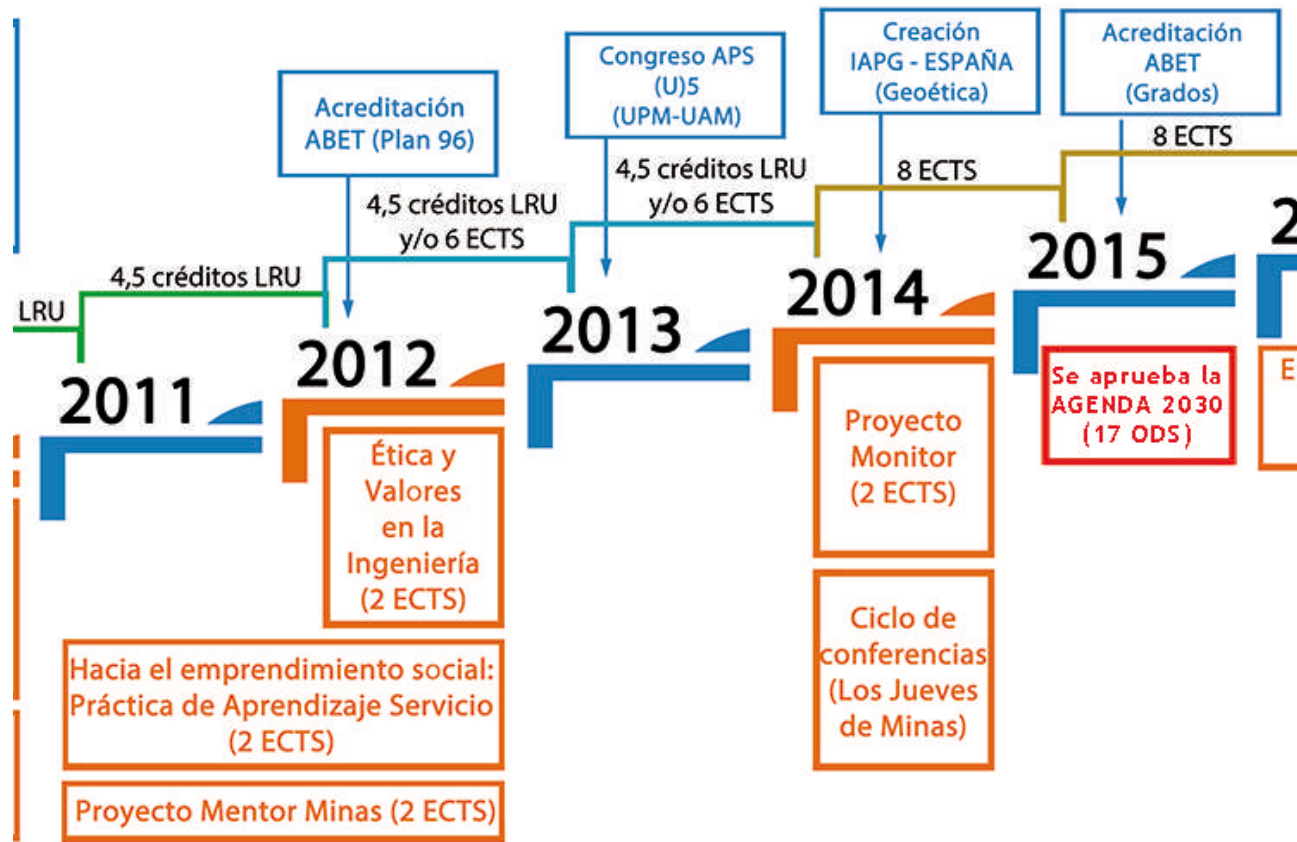 Acreditación
ABET (Plan 96)
Congreso APS
(U)5
(UPM-UAM)
Creación
IAPG - ESPAÑA
(Geoética)
Acreditación
ABET
(Grados)
LRU
4,5 créditos LRU
4,5 créditos LRU
y/o 6 ECTS
4,5 créditos LRU
y/o 6 ECTS
8 ECTS
8 ECTS
2011
2012
2013
2014
2015
2
Ética y
Valores
en la
Ingeniería
(2 ECTS)
Hacia el emprendimiento social:
Práctica de Aprendizaje Servicio
(2 ECTS)
Proyecto Mentor Minas (2 ECTS)
Proyecto
Monitor
(2 ECTS)
Ciclo de
conferencias
(Los Jueves
de Minas)
Se aprueba la
AGENDA 2030
(17 ODS)
E